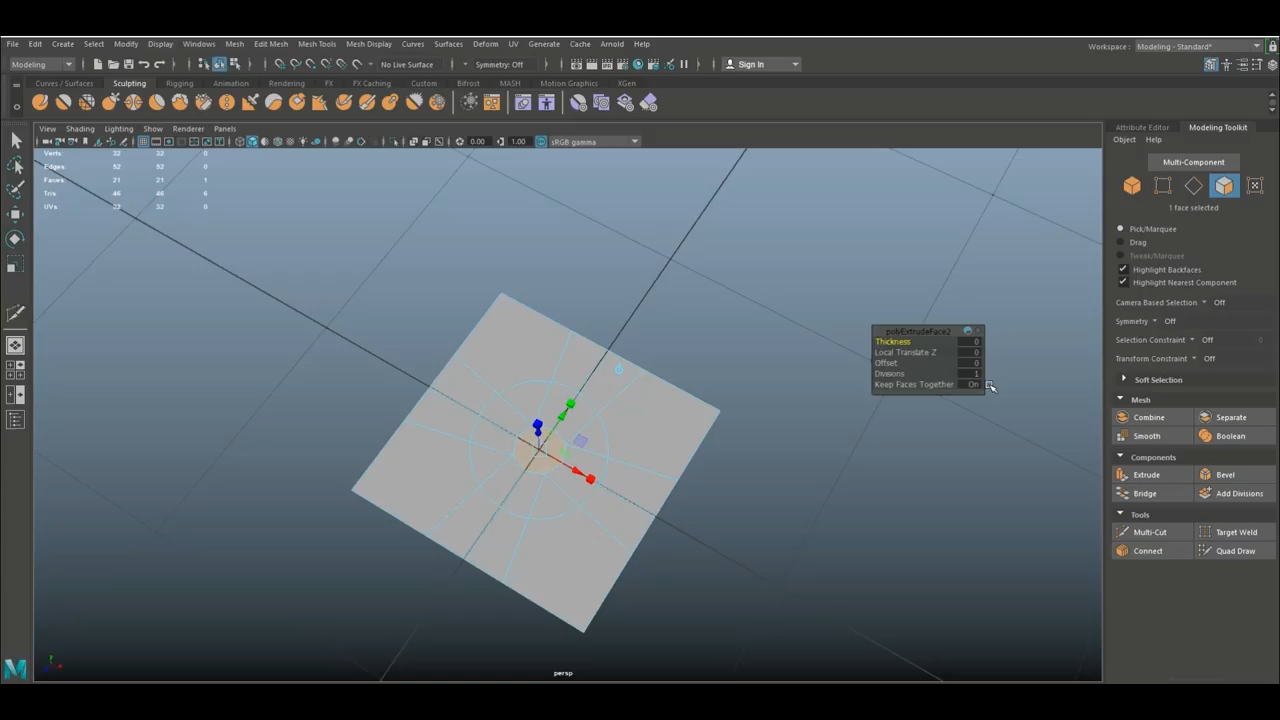 File Edit Create Select Modify Display Windows Mesh Edit Mesh Mesh Tools Mesh Display Curves Surfaces Deform UV Generate Cache Arnold Help
Workspace : Modeling - Standard*
Modeling No Live Surface Symmetry: Off Sign In
Curves / Surfaces Sculpting Rigging Animation Rendering FX FX Caching Custom Bifrost MASH Motion Graphics XGen
View Shading Lighting Show Renderer Panels
0.00 1.00 sRGB gamma
Verts: 32 32 0
Edges: 52 52 0
Faces: 21 21 1
Tris: 46 46 6
UVs: 32 32 0
polyExtrudeFace2
Thickness 0
Local Translate Z 0
Offset 0
Divisions 1
Keep Faces Together On
persp
Attribute Editor Modeling Toolkit
Object Help
Multi-Component
1 face selected
Pick/Marquee
Drag
Tweak/Marquee
Highlight Backfaces
Highlight Nearest Component
Camera Based Selection Off
Symmetry Off
Selection Constraint Off 0
Transform Constraint Off
Soft Selection
Mesh
Combine Separate
Smooth Boolean
Components
Extrude Bevel
Bridge Add Divisions
Tools
Multi-Cut Target Weld
Connect Quad Draw